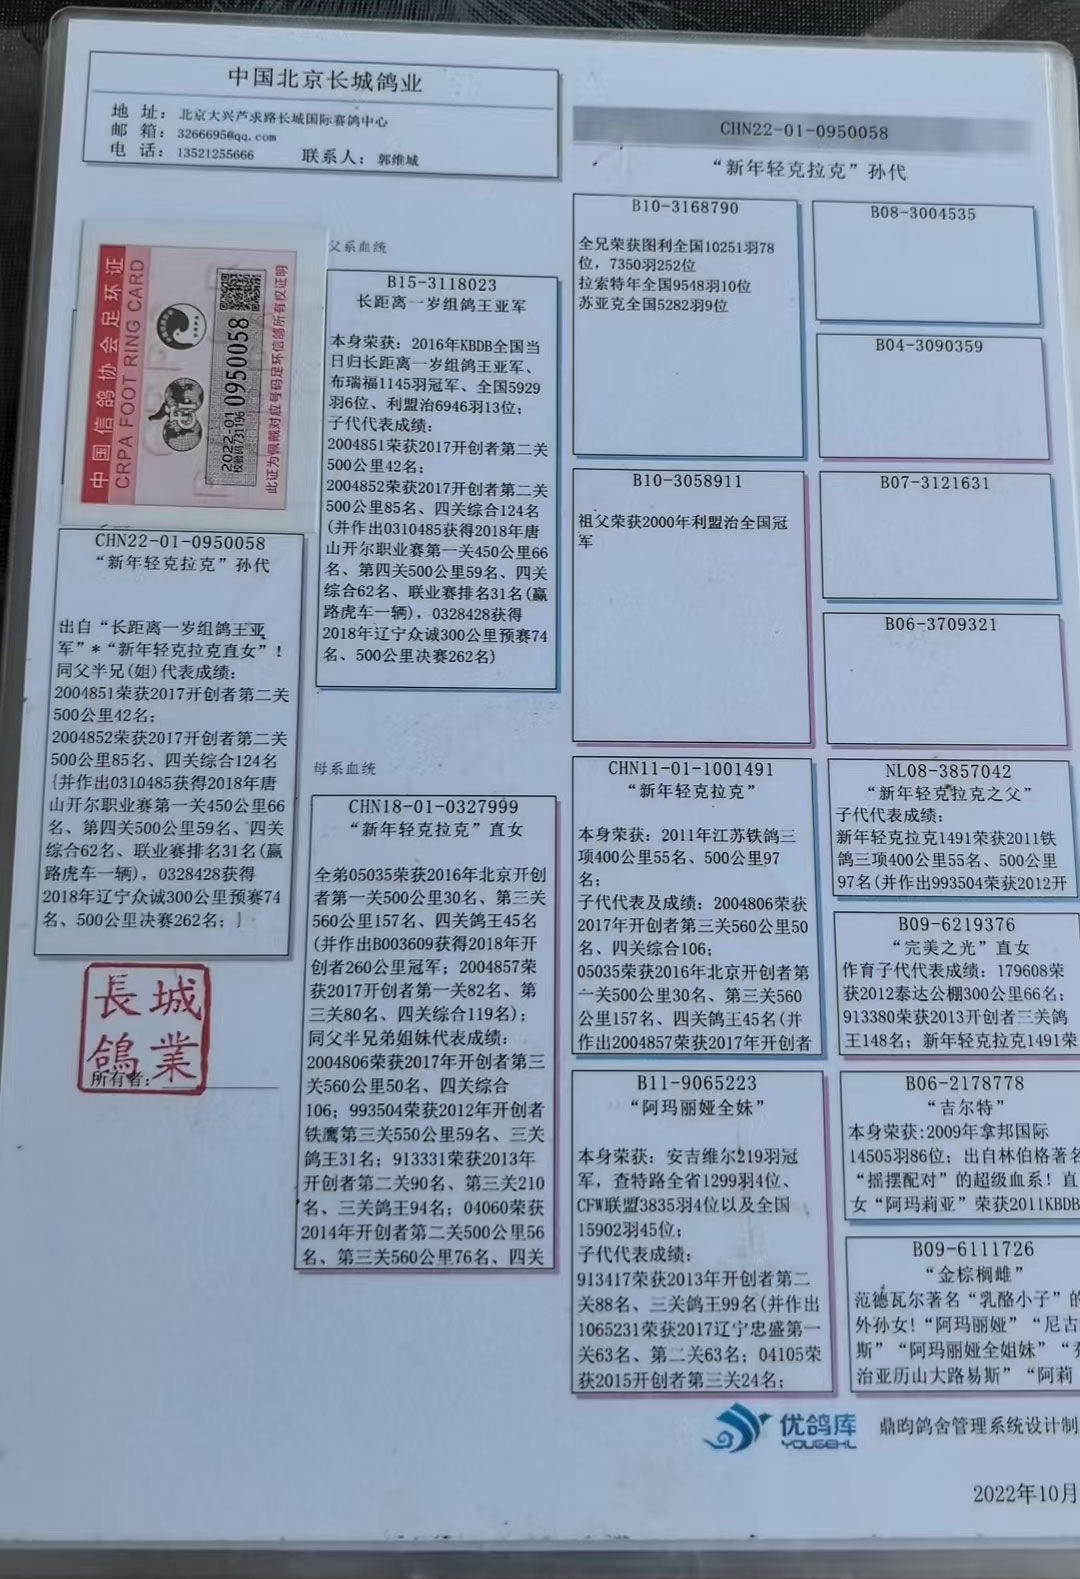 中国北京长城鸽业
地 址: 北京大兴芦求路长城国际赛鸽中心
邮 箱: 3266695@qq.com
电 话: 13521255666 联系人: 郭维城
中国信鸽协会足环证
CRPA FOOT RING CARD
2022-01 0950058
校验码73196
此证为佩戴对应号码足环信鸽所有权证明
CHN22-01-0950058
“新年轻克拉克”孙代
出自“长距离一岁组鸽王亚
军”*“新年轻克拉克直女”!
同父半兄(姐)代表成绩:
2004851荣获2017开创者第二关
500公里42名;
2004852荣获2017开创者第二关
500公里85名、四关综合124名
{并作出0310485获得2018年唐
山开尔职业赛第一关450公里66
名、第四关500公里59名、四关
综合62名、联业赛排名31名(赢
路虎车一辆), 0328428获得
2018年辽宁众诚300公里预赛74
名、500公里决赛262名; }
長城
鴿業
所有者:
父系血统
B15-3118023
长距离一岁组鸽王亚军
本身荣获: 2016年KBDB全国当
日归长距离一岁组鸽王亚军、
布瑞福1145羽冠军、全国5929
羽6位、利盟治6946羽13位;
子代代表成绩:
2004851荣获2017开创者第二关
500公里42名;
2004852荣获2017开创者第二关
500公里85名、四关综合124名
(并作出0310485获得2018年唐
山开尔职业赛第一关450公里66
名、第四关500公里59名、四关
综合62名、联业赛排名31名(赢
路虎车一辆), 0328428获得
2018年辽宁众诚300公里预赛74
名、500公里决赛262名)
母系血统
CHN18-01-0327999
“新年轻克拉克”直女
全弟05035荣获2016年北京开创
者第一关500公里30名、第三关
560公里157名、四关鸽王45名
(并作出B003609获得2018年开
创者260公里冠军; 2004857荣
获2017开创者第一关82名、第
三关80名、四关综合119名);
同父半兄弟姐妹代表成绩:
2004806荣获2017年开创者第三
关560公里50名、四关综合
106; 993504荣获2012年开创者
铁鹰第三关550公里59名、三关
鸽王31名; 913331荣获2013年
开创者第二关90名、第三关210
名、三关鸽王94名; 04060荣获
2014年开创者第二关500公里56
名、第三关560公里76名、四关
CHN22-01-0950058
“新年轻克拉克”孙代
B10-3168790
全兄荣获图利全国10251羽78
位, 7350羽252位
拉索特年全国9548羽10位
苏亚克全国5282羽9位
B10-3058911
祖父荣获2000年利盟治全国冠
军
CHN11-01-1001491
“新年轻克拉克”
本身荣获: 2011年江苏铁鸽三
项400公里55名、500公里97
名;
子代代表及成绩: 2004806荣获
2017年开创者第三关560公里50
名、四关综合106;
05035荣获2016年北京开创者第
一关500公里30名、第三关560
公里157名、四关鸽王45名(并
作出2004857荣获2017年开创者
B11-9065223
“阿玛丽娅全妹”
本身荣获: 安吉维尔219羽冠
军, 查特路全省1299羽4位、
CFW联盟3835羽4位以及全国
15902羽45位;
子代代表成绩:
913417荣获2013年开创者第二
关88名、三关鸽王99名(并作出
1065231荣获2017辽宁忠盛第一
关63名、第二关63名; 04105荣
获2015开创者第三关24名;
B08-3004535
B04-3090359
B07-3121631
B06-3709321
NL08-3857042
“新年轻克拉克之父”
子代代表成绩:
新年轻克拉克1491荣获2011铁
鸽三项400公里55名、500公里
97名(并作出993504荣获2012开
B09-6219376
“完美之光”直女
作育子代代表成绩: 179608荣
获2012泰达公棚300公里66名;
913380荣获2013开创者三关鸽
王148名; 新年轻克拉克1491荣
B06-2178778
“吉尔特”
本身荣获:2009年拿邦国际
14505羽86位; 出自林伯格著名
“摇摆配对”的超级血系! 直
女“阿玛莉亚”荣获2011KBDB
B09-6111726
“金棕榈雌”
范德瓦尔著名“乳酪小子”的
外孙女!“阿玛丽娅”“尼古
斯”“阿玛丽娅全姐妹”
治亚历山大路易斯”“阿莉
优鸽库
YOUGEKL
鼎昀鸽舍管理系统设计制
2022年10月